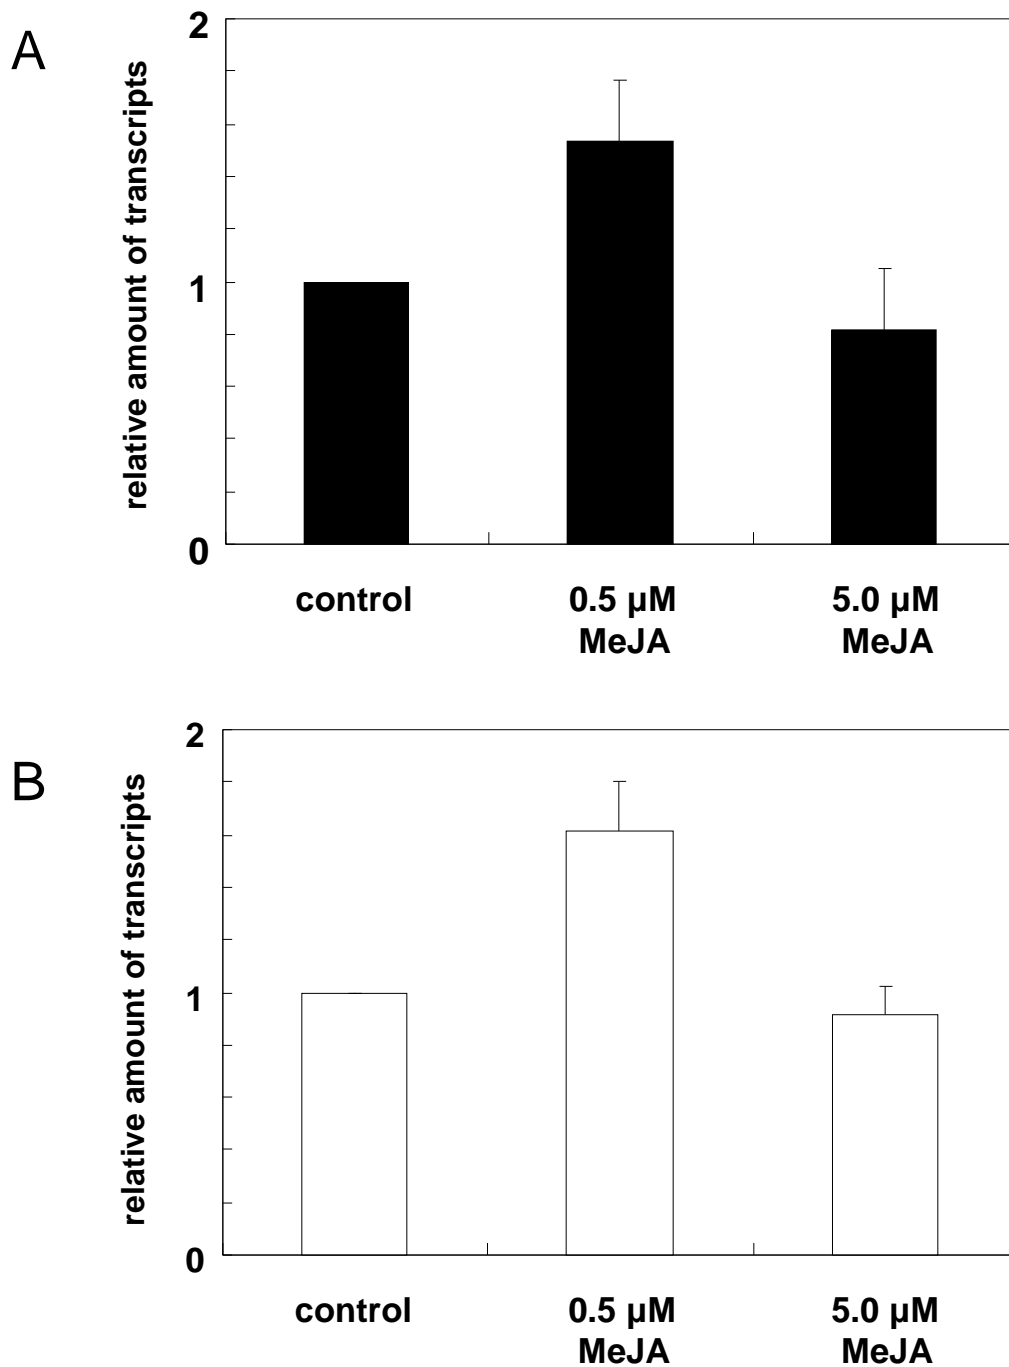 A
relative amount of transcripts
2
1
0
control
0.5 µM
MeJA
5.0 µM
MeJA
B
relative amount of transcripts
2
1
0
control
0.5 µM
MeJA
5.0 µM
MeJA